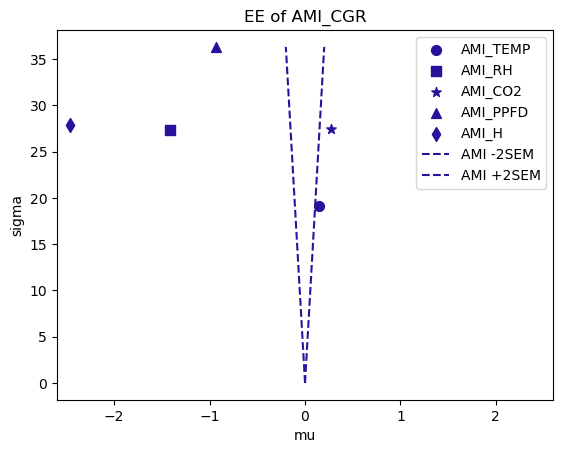 EE of AMI_CGR
AMI_TEMP
AMI_RH
AMI_CO2
AMI_PPFD
AMI_H
AMI -2SEM
AMI +2SEM
sigma
35
30
25
20
15
10
5
0
−2
−1
0
1
2
mu